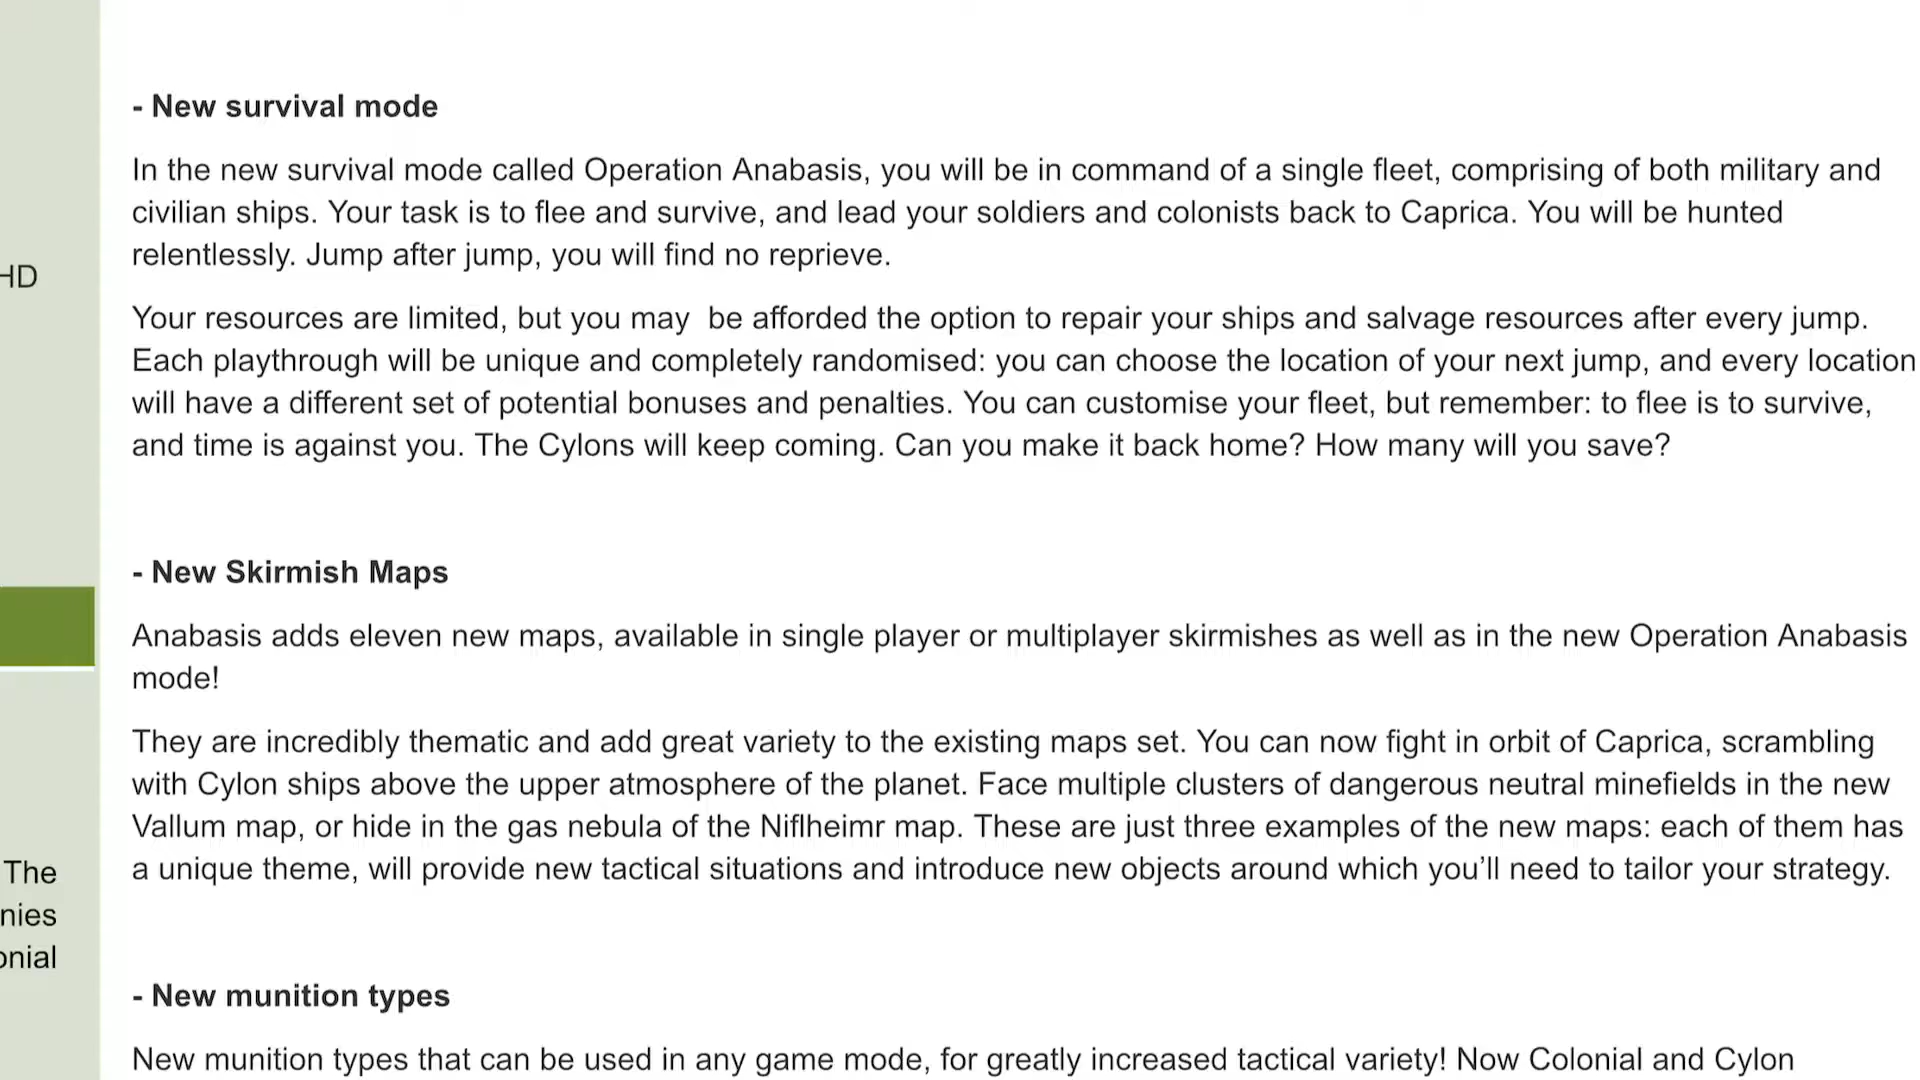 HD
The
nies
onial
- New survival mode
In the new survival mode called Operation Anabasis, you will be in command of a single fleet, comprising of both military and
civilian ships. Your task is to flee and survive, and lead your soldiers and colonists back to Caprica. You will be hunted
relentlessly. Jump after jump, you will find no reprieve.
Your resources are limited, but you may  be afforded the option to repair your ships and salvage resources after every jump.
Each playthrough will be unique and completely randomised: you can choose the location of your next jump, and every location
will have a different set of potential bonuses and penalties. You can customise your fleet, but remember: to flee is to survive,
and time is against you. The Cylons will keep coming. Can you make it back home? How many will you save?
- New Skirmish Maps
Anabasis adds eleven new maps, available in single player or multiplayer skirmishes as well as in the new Operation Anabasis
mode!
They are incredibly thematic and add great variety to the existing maps set. You can now fight in orbit of Caprica, scrambling
with Cylon ships above the upper atmosphere of the planet. Face multiple clusters of dangerous neutral minefields in the new
Vallum map, or hide in the gas nebula of the Niflheimr map. These are just three examples of the new maps: each of them has
a unique theme, will provide new tactical situations and introduce new objects around which you’ll need to tailor your strategy.
- New munition types
New munition types that can be used in any game mode, for greatly increased tactical variety! Now Colonial and Cylon